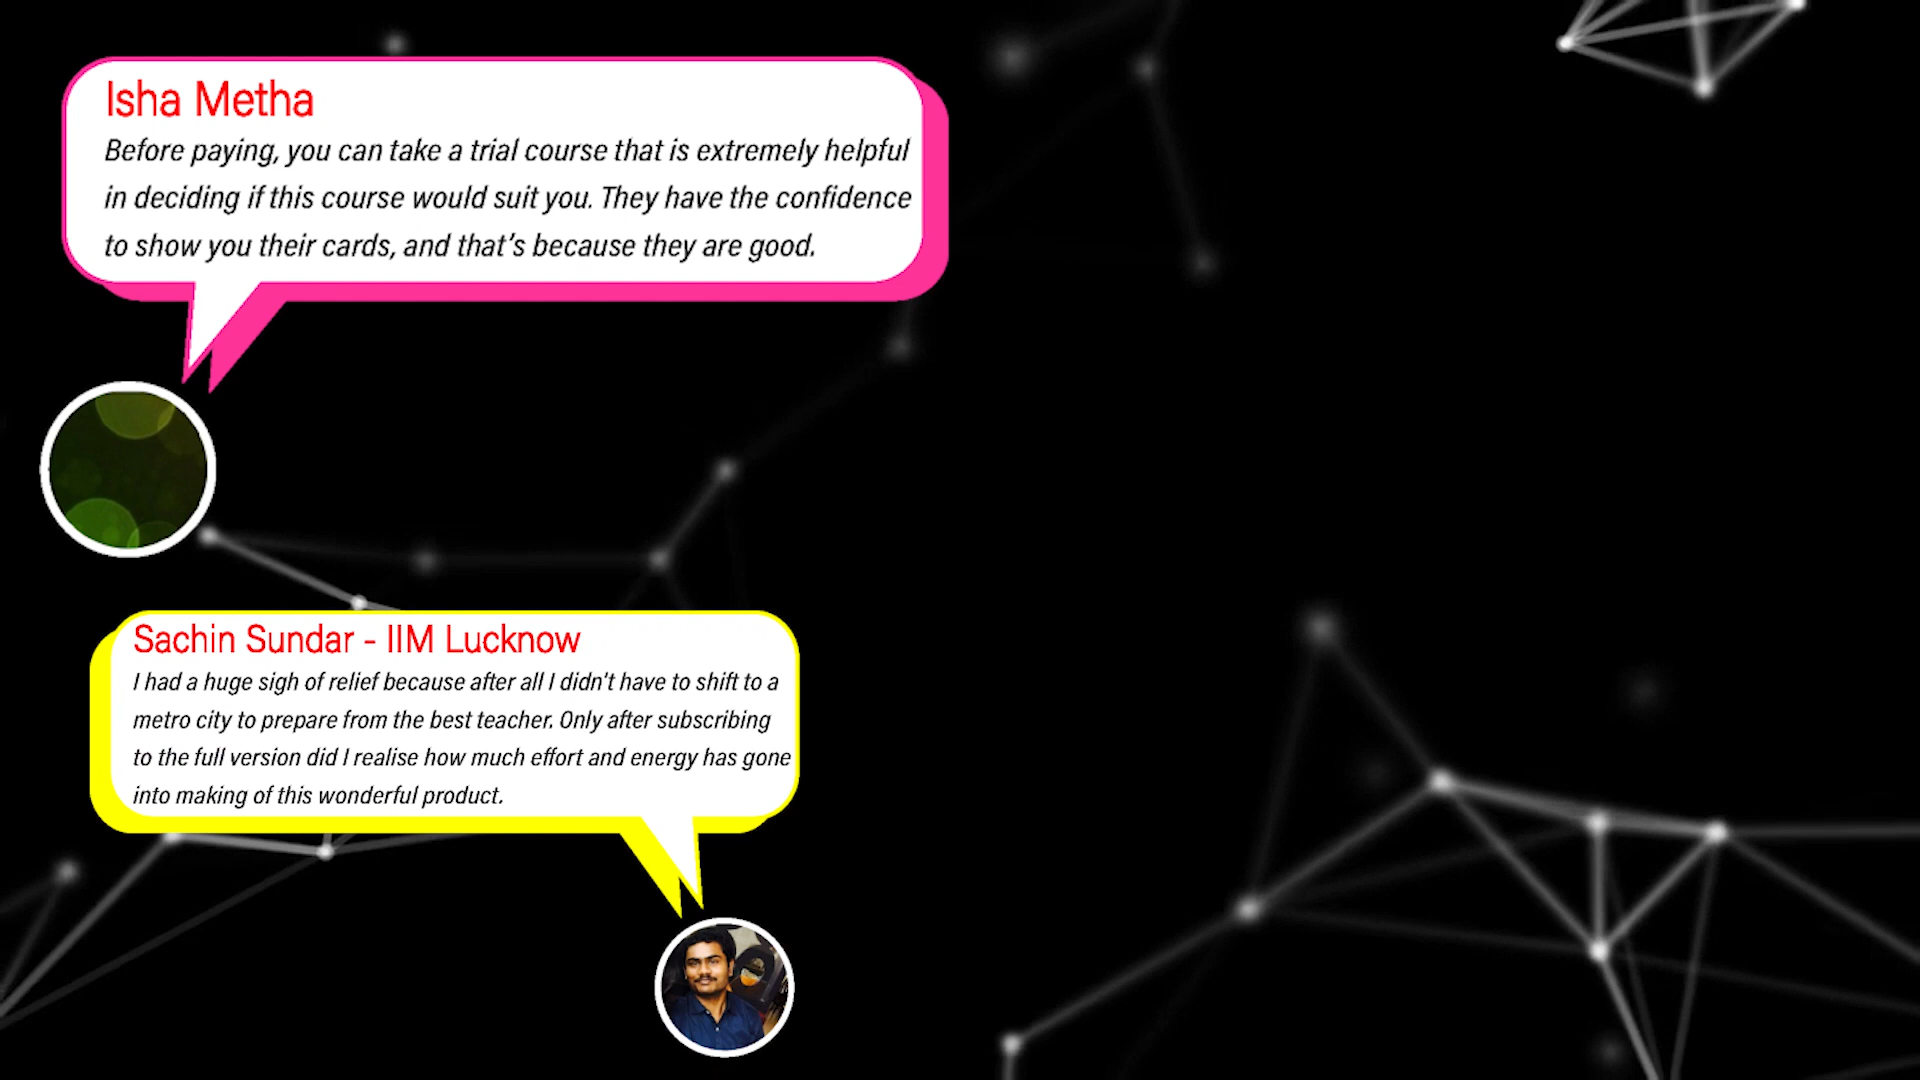 Isha Metha
Before paying, you can take a trial course that is extremely helpful
in deciding if this course would suit you. They have the confidence
to show you their cards, and that’s because they are good.
Sachin Sundar - IIM Lucknow
I had a huge sigh of relief because after all I didn't have to shift to a
metro city to prepare from the best teacher. Only after subscribing
to the full version did I realise how much effort and energy has gone
into making of this wonderful product.